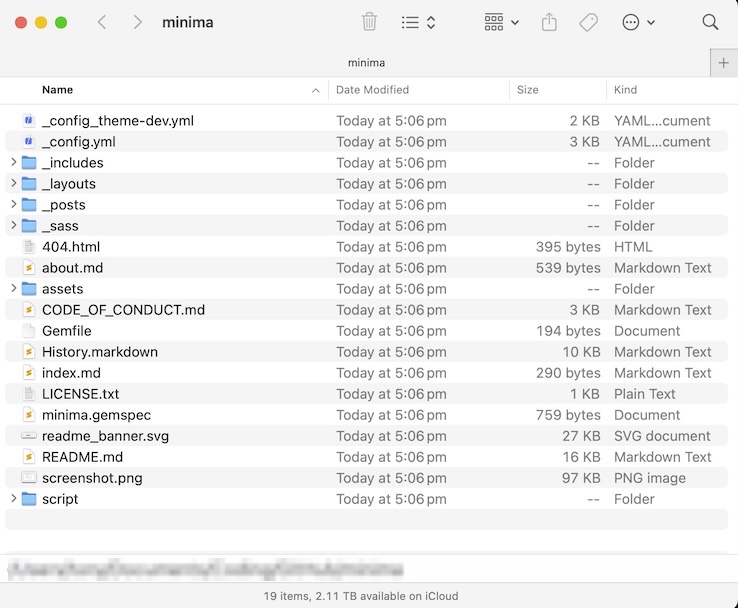 minima
minima
Name Date Modified Size Kind
_config_theme-dev.yml Today at 5:06 pm 2 KB YAML...cument
_config.yml Today at 5:06 pm 3 KB YAML...cument
_includes Today at 5:06 pm -- Folder
_layouts Today at 5:06 pm -- Folder
_posts Today at 5:06 pm -- Folder
_sass Today at 5:06 pm -- Folder
404.html Today at 5:06 pm 395 bytes HTML
about.md Today at 5:06 pm 539 bytes Markdown Text
assets Today at 5:06 pm -- Folder
CODE_OF_CONDUCT.md Today at 5:06 pm 3 KB Markdown Text
Gemfile Today at 5:06 pm 194 bytes Document
History.markdown Today at 5:06 pm 10 KB Markdown Text
index.md Today at 5:06 pm 290 bytes Markdown Text
LICENSE.txt Today at 5:06 pm 1 KB Plain Text
minima.gemspec Today at 5:06 pm 759 bytes Document
readme_banner.svg Today at 5:06 pm 27 KB SVG document
README.md Today at 5:06 pm 16 KB Markdown Text
screenshot.png Today at 5:06 pm 97 KB PNG image
script Today at 5:06 pm -- Folder
19 items, 2.11 TB available on iCloud